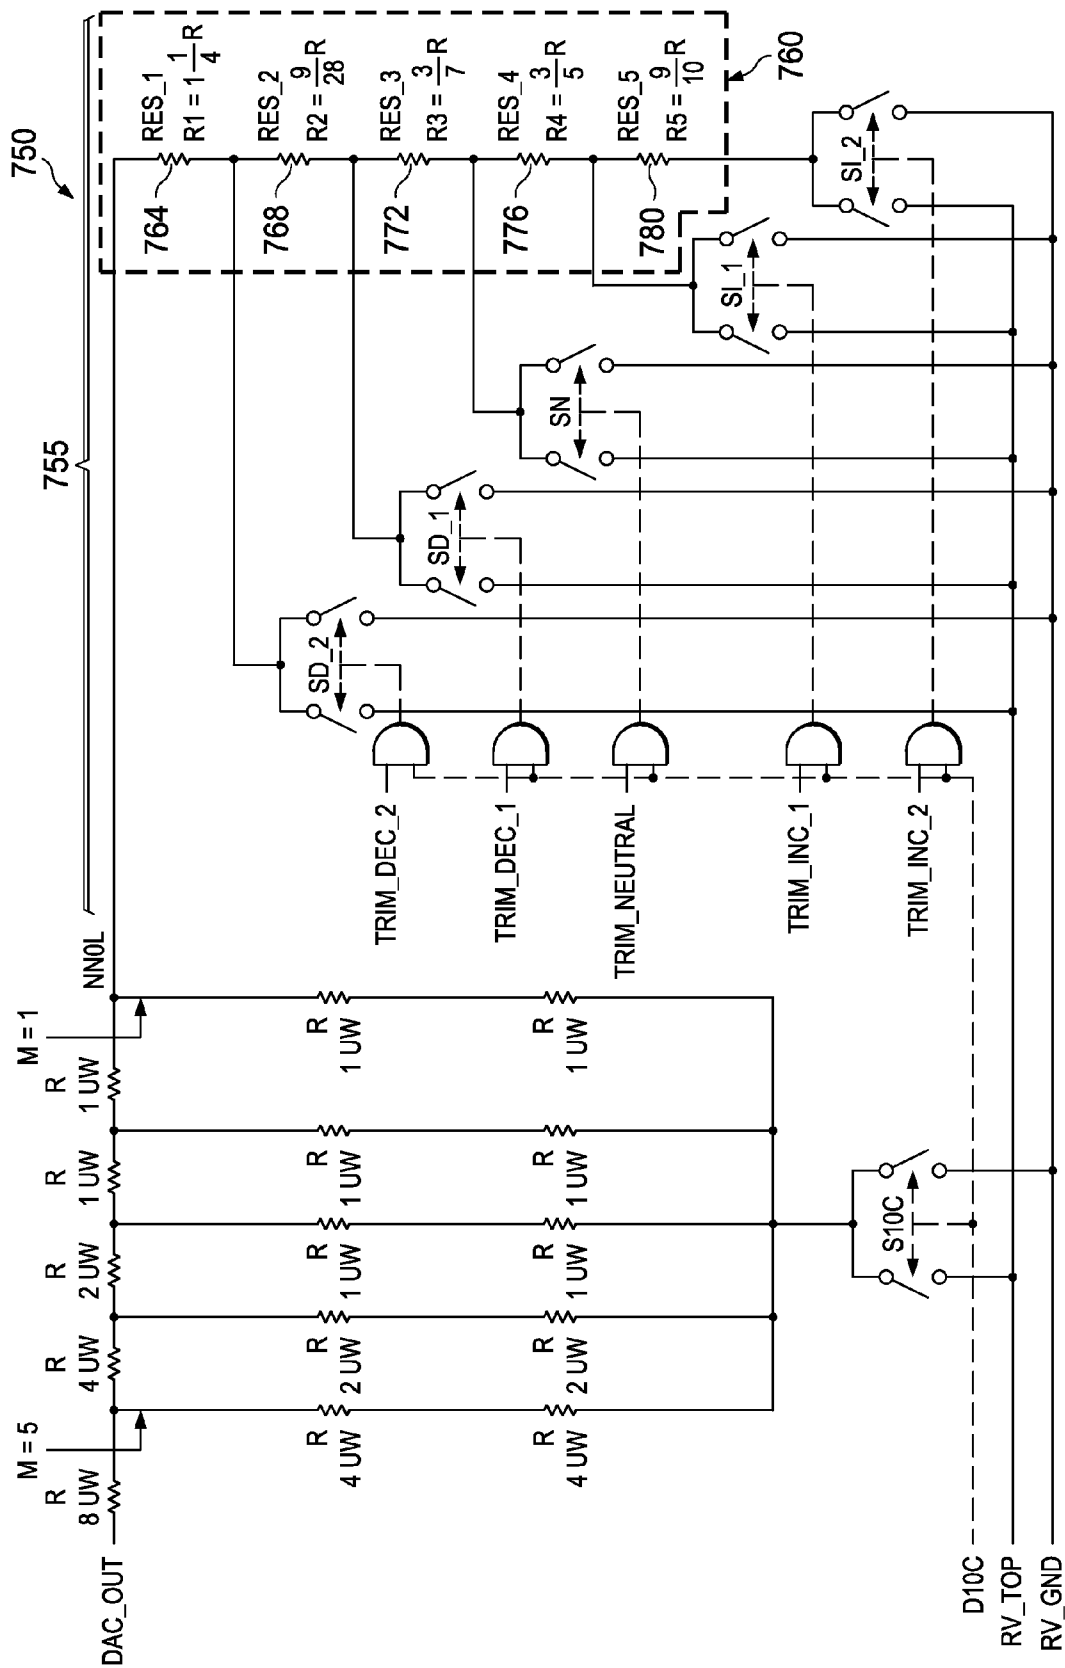 750
755
M = 5
M = 1
R
8 UW
R
4 UW
R
2 UW
R
1 UW
R
1 UW
NN0L
DAC_OUT
R
4 UW
R
2 UW
R
1 UW
R
1 UW
R
1 UW
R
4 UW
R
2 UW
R
1 UW
R
1 UW
R
1 UW
764
RES_1
R1 = 1 1/4 R
768
RES_2
R2 = 9/28 R
772
RES_3
R3 = 3/7 R
776
RES_4
R4 = 3/5 R
780
RES_5
R5 = 9/10 R
760
SD_2
SD_1
SN
SI_1
SI_2
TRIM_DEC_2
TRIM_DEC_1
TRIM_NEUTRAL
TRIM_INC_1
TRIM_INC_2
S10C
D10C
RV_TOP
RV_GND